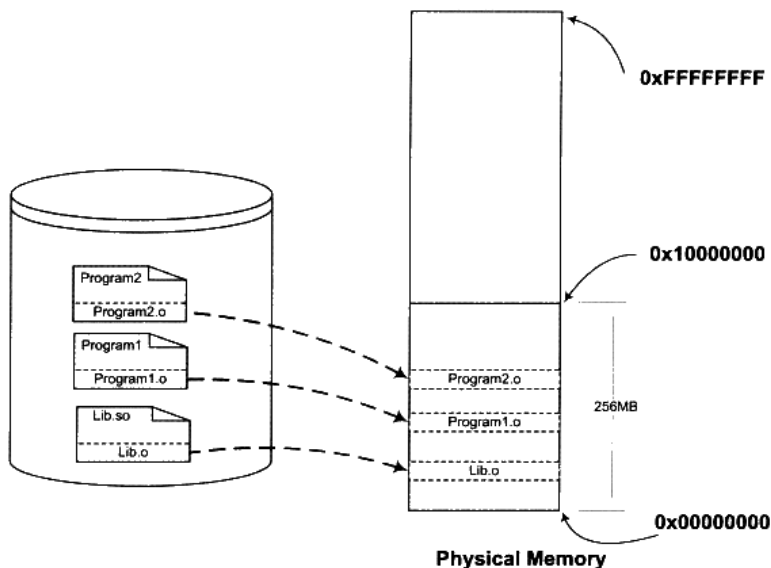 0xFFFFFFFF
0x10000000
Program2
Program2.o
Program1
Program1.o
Lib.so
Lib.o
Program2.o
Program1.o
Lib.o
256MB
0x00000000
Physical Memory